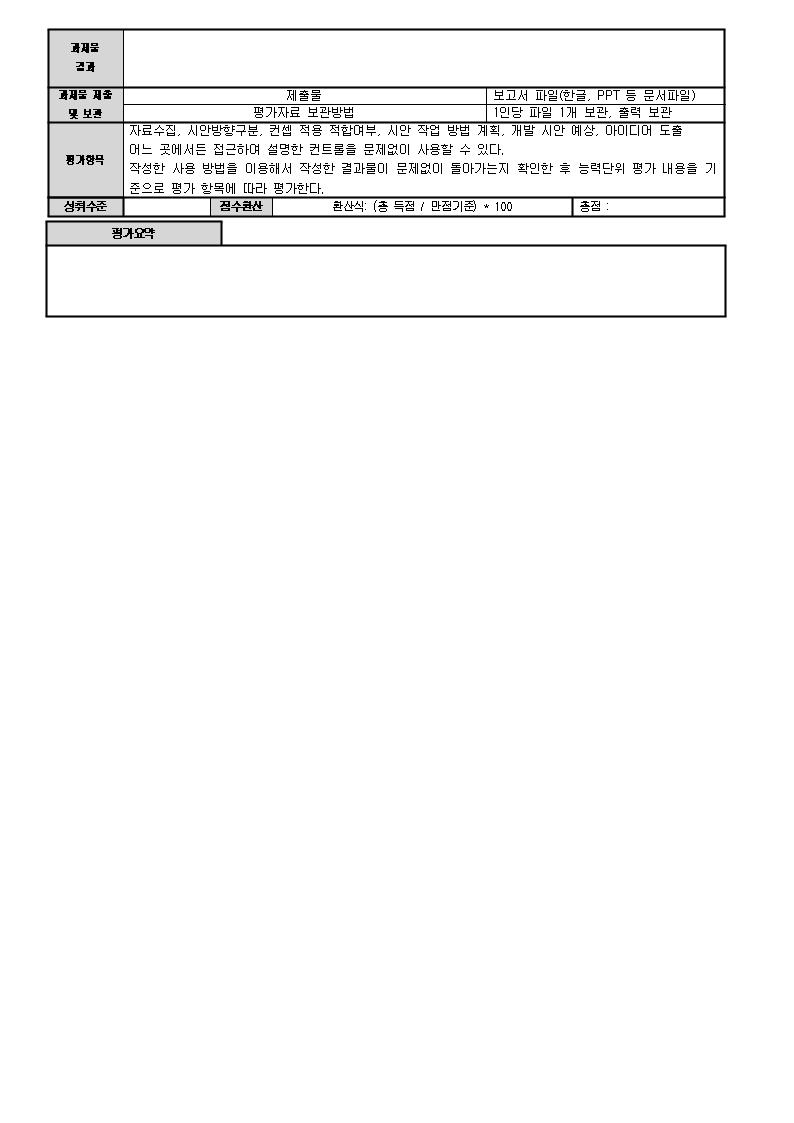 과제물
결과
과제물 제출
및 보관
제출물
보고서 파일(한글, PPT 등 문서파일)
평가자료 보관방법
1인당 파일 1개 보관, 출력 보관
평가항목
자료수집, 시안방향구분, 컨셉 적용 적합여부, 시안 작업 방법 계획, 개발 시안 예상, 아이디어 도출
어느 곳에서든 접근하여 설명한 컨트롤을 문제없이 사용할 수 있다.
작성한 사용 방법을 이용해서 작성한 결과물이 문제없이 돌아가는지 확인한 후 능력단위 평가 내용을 기
준으로 평가 항목에 따라 평가한다.
성취수준
점수환산
환산식: (총 득점 / 만점기준) * 100
총점 :
평가요약